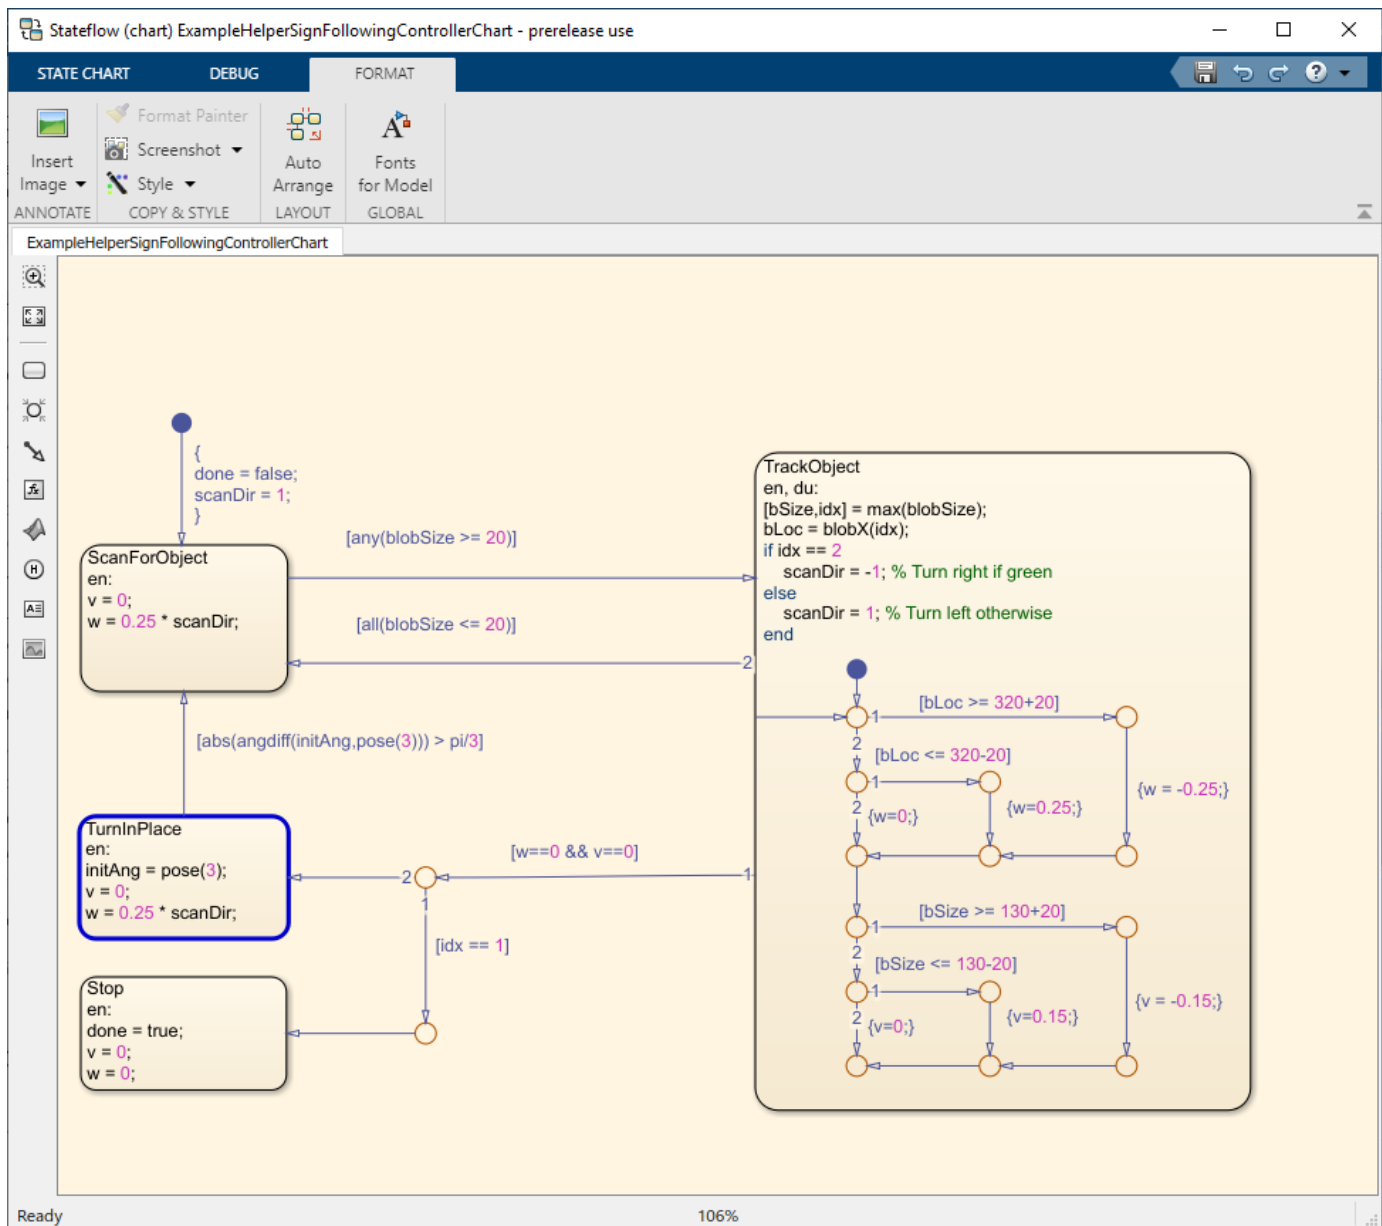 Stateflow (chart) ExampleHelperSignFollowingControllerChart - prerelease use
STATE CHART
DEBUG
FORMAT
?
Insert
Image
Format Painter
Screenshot
Style
Auto
Arrange
Fonts
for Model
ANNOTATE
COPY & STYLE
LAYOUT
GLOBAL
ExampleHelperSignFollowingControllerChart
{
done = false;
scanDir = 1;
}
[any(blobSize >= 20)]
ScanForObject
en:
v = 0;
w = 0.25 * scanDir;
[all(blobSize <= 20)]
2
TrackObject
en, du:
[bSize,idx] = max(blobSize);
bLoc = blobX(idx);
if idx == 2
scanDir = -1; % Turn right if green
else
scanDir = 1; % Turn left otherwise
end
[bLoc >= 320+20]
1
2
[bLoc <= 320-20]
1
2
{w=0;}
{w=0.25;}
{w = -0.25;}
[bSize >= 130+20]
1
2
[bSize <= 130-20]
1
2
{v=0;}
{v=0.15;}
{v = -0.15;}
[abs(angdiff(initAng,pose(3))) > pi/3]
TurnInPlace
en:
initAng = pose(3);
v = 0;
w = 0.25 * scanDir;
[w==0 && v==0]
1
2
1
[idx == 1]
Stop
en:
done = true;
v = 0;
w = 0;
fx
H
A
Ready
106%